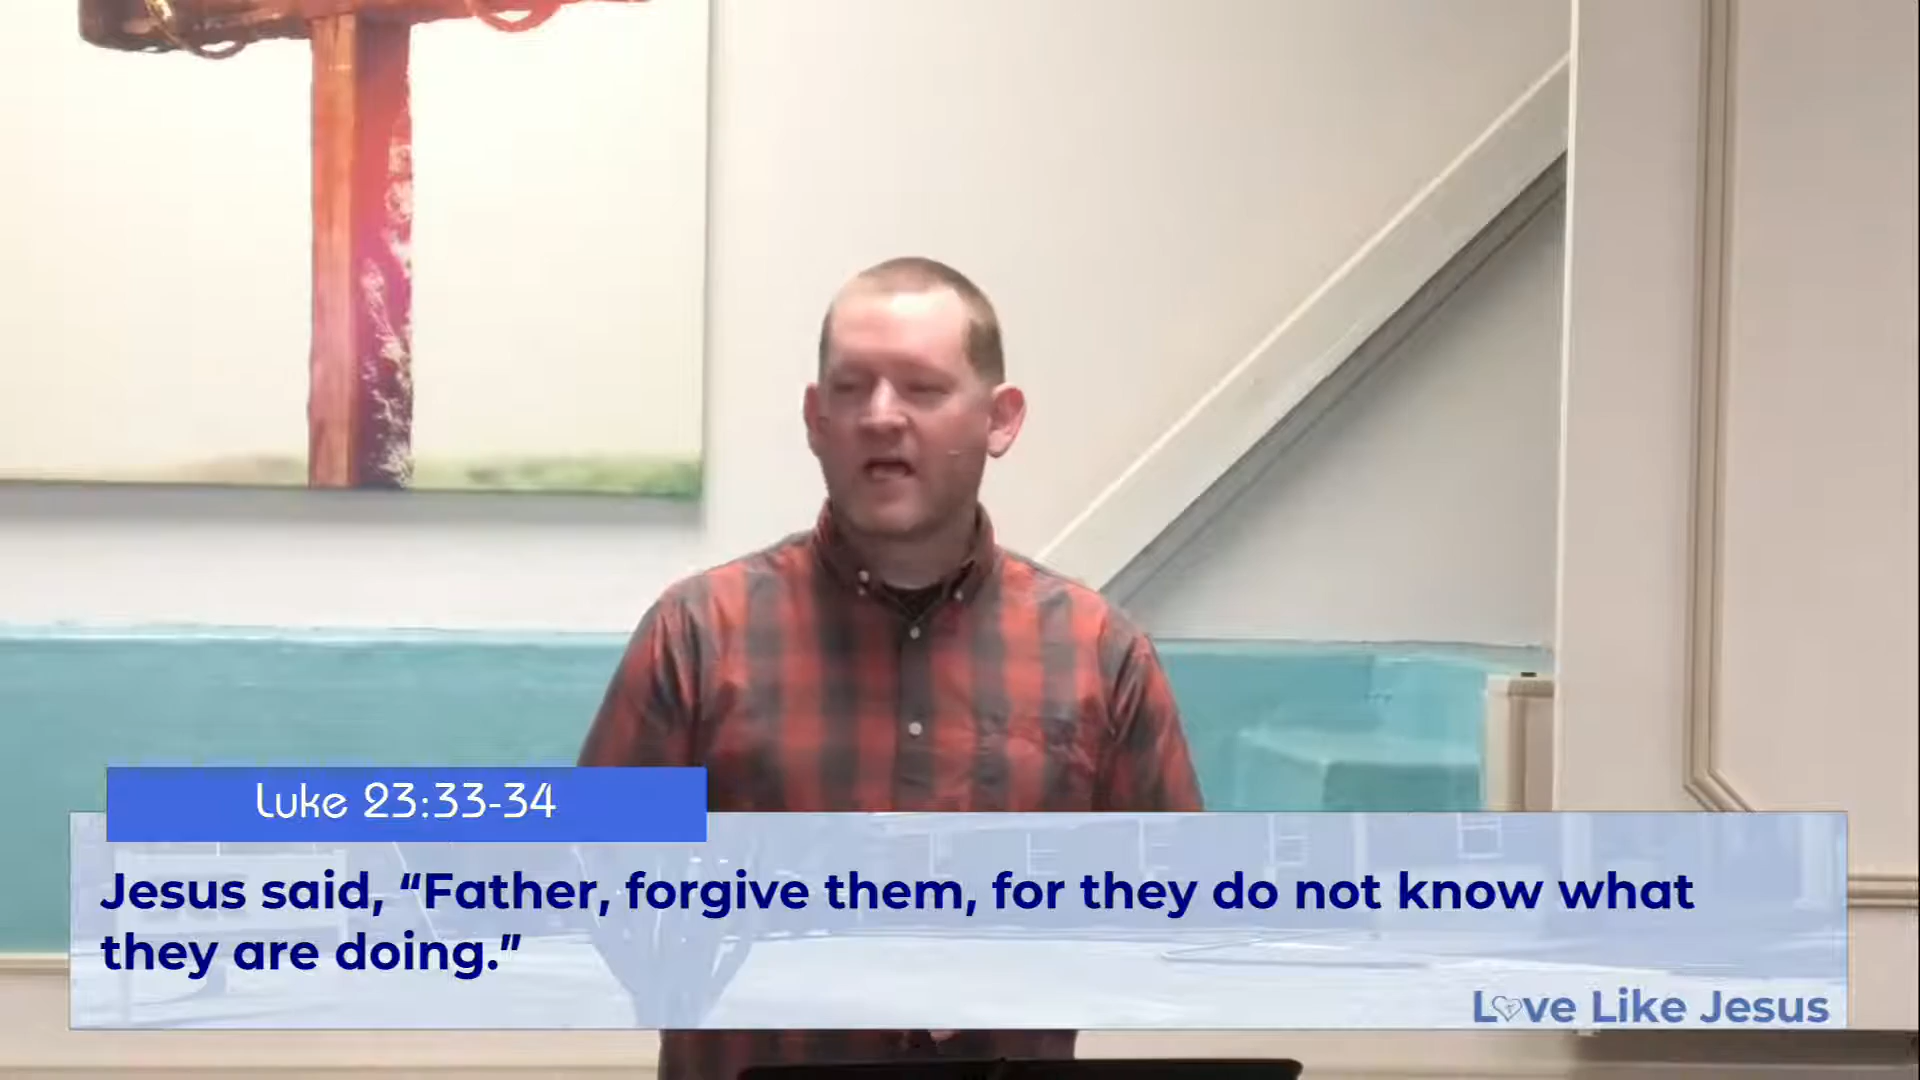 Luke 23:33-34
Jesus said, “Father, forgive them, for they do not know what
they are doing.”
Love Like Jesus